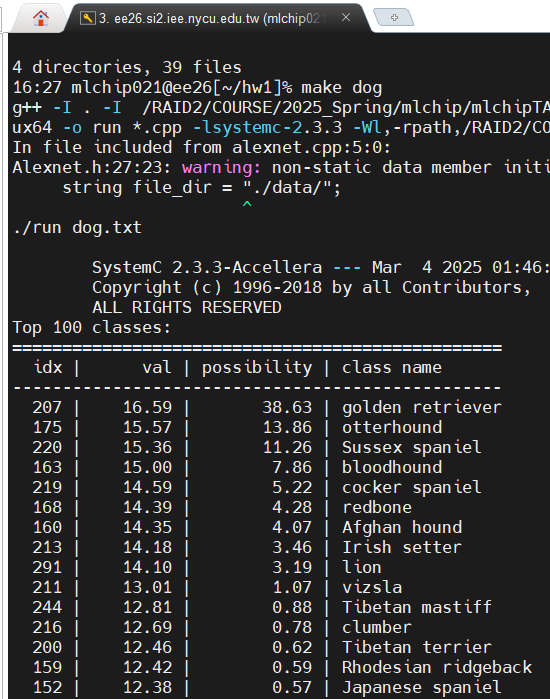 3. ee26.si2.iee.nycu.edu.tw (mlchip021
4 directories, 39 files
16:27 mlchip021@ee26[~/hw1]% make dog
g++ -I . -I  /RAID2/COURSE/2025_Spring/mlchip/mlchipTA
ux64 -o run *.cpp -lsystemc-2.3.3 -Wl,-rpath,/RAID2/CO
In file included from alexnet.cpp:5:0:
Alexnet.h:27:23: warning: non-static data member initi
     string file_dir = "./data/";
                       ^
./run dog.txt
        SystemC 2.3.3-Accellera --- Mar  4 2025 01:46:
        Copyright (c) 1996-2018 by all Contributors,
        ALL RIGHTS RESERVED
Top 100 classes:
=================================================
  idx |      val | possibility | class name
-------------------------------------------------
  207 |    16.59 |       38.63 | golden retriever
  175 |    15.57 |       13.86 | otterhound
  220 |    15.36 |       11.26 | Sussex spaniel
  163 |    15.00 |        7.86 | bloodhound
  219 |    14.59 |        5.22 | cocker spaniel
  168 |    14.39 |        4.28 | redbone
  160 |    14.35 |        4.07 | Afghan hound
  213 |    14.18 |        3.46 | Irish setter
  291 |    14.10 |        3.19 | lion
  211 |    13.01 |        1.07 | vizsla
  244 |    12.81 |        0.88 | Tibetan mastiff
  216 |    12.69 |        0.78 | clumber
  200 |    12.46 |        0.62 | Tibetan terrier
  159 |    12.42 |        0.59 | Rhodesian ridgeback
  152 |    12.38 |        0.57 | Japanese spaniel